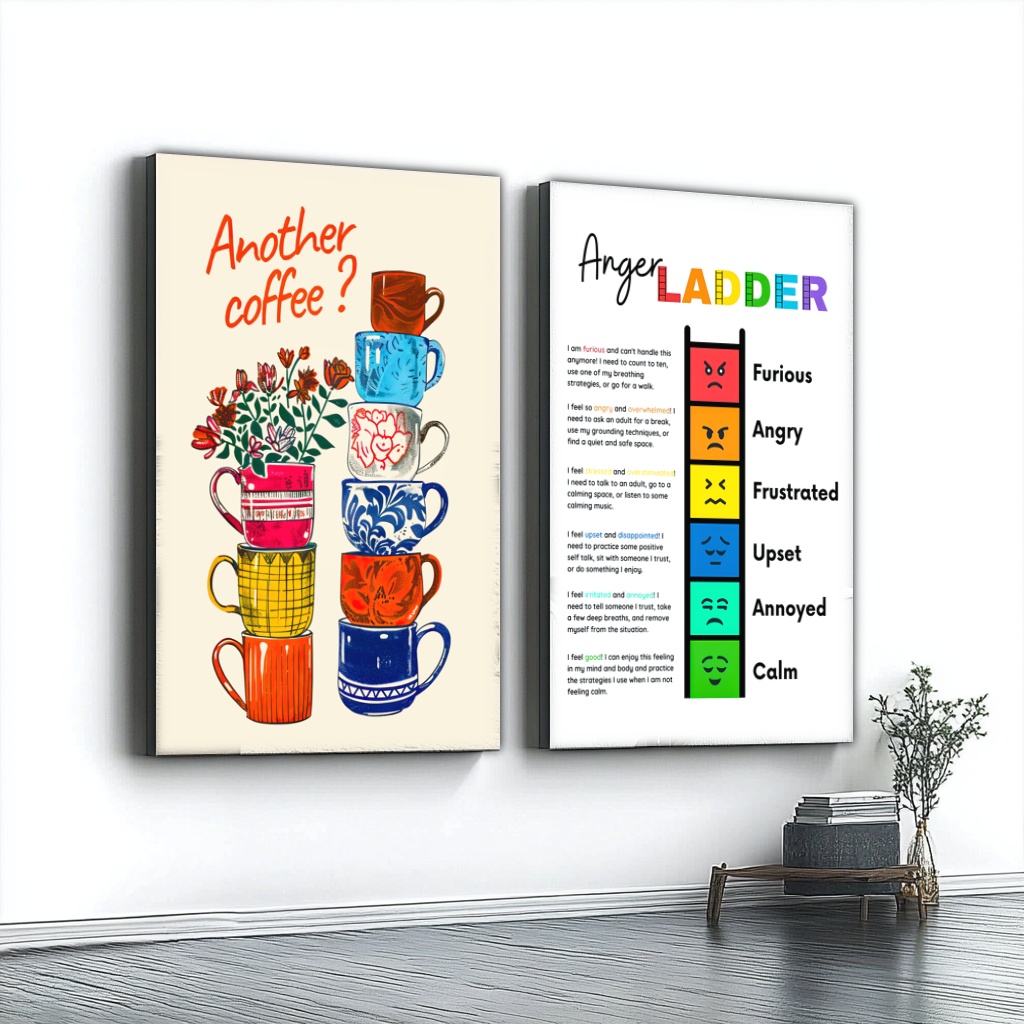 Another
coffee?
Anger LADDER
I am furious and can't handle this
anymore! I need to count to ten,
use one of my breathing
strategies, or go for a walk.
Furious
I feel so angry and overwhelmed! I
need to ask an adult for a break,
use my grounding techniques, or
find a quiet and safe space.
Angry
I feel stressed and overstimulated!
I need to talk to an adult, go to a
calming space, or listen to some
calming music.
Frustrated
I feel upset and disappointed! I
need to practice some positive
self talk, sit with someone I trust,
or do something I enjoy.
Upset
I feel irritated and annoyed! I
need to tell someone I trust, take
a few deep breaths, and remove
myself from the situation.
Annoyed
I feel good! I can enjoy this feeling
in my mind and body and practice
the strategies I use when I am not
feeling calm.
Calm